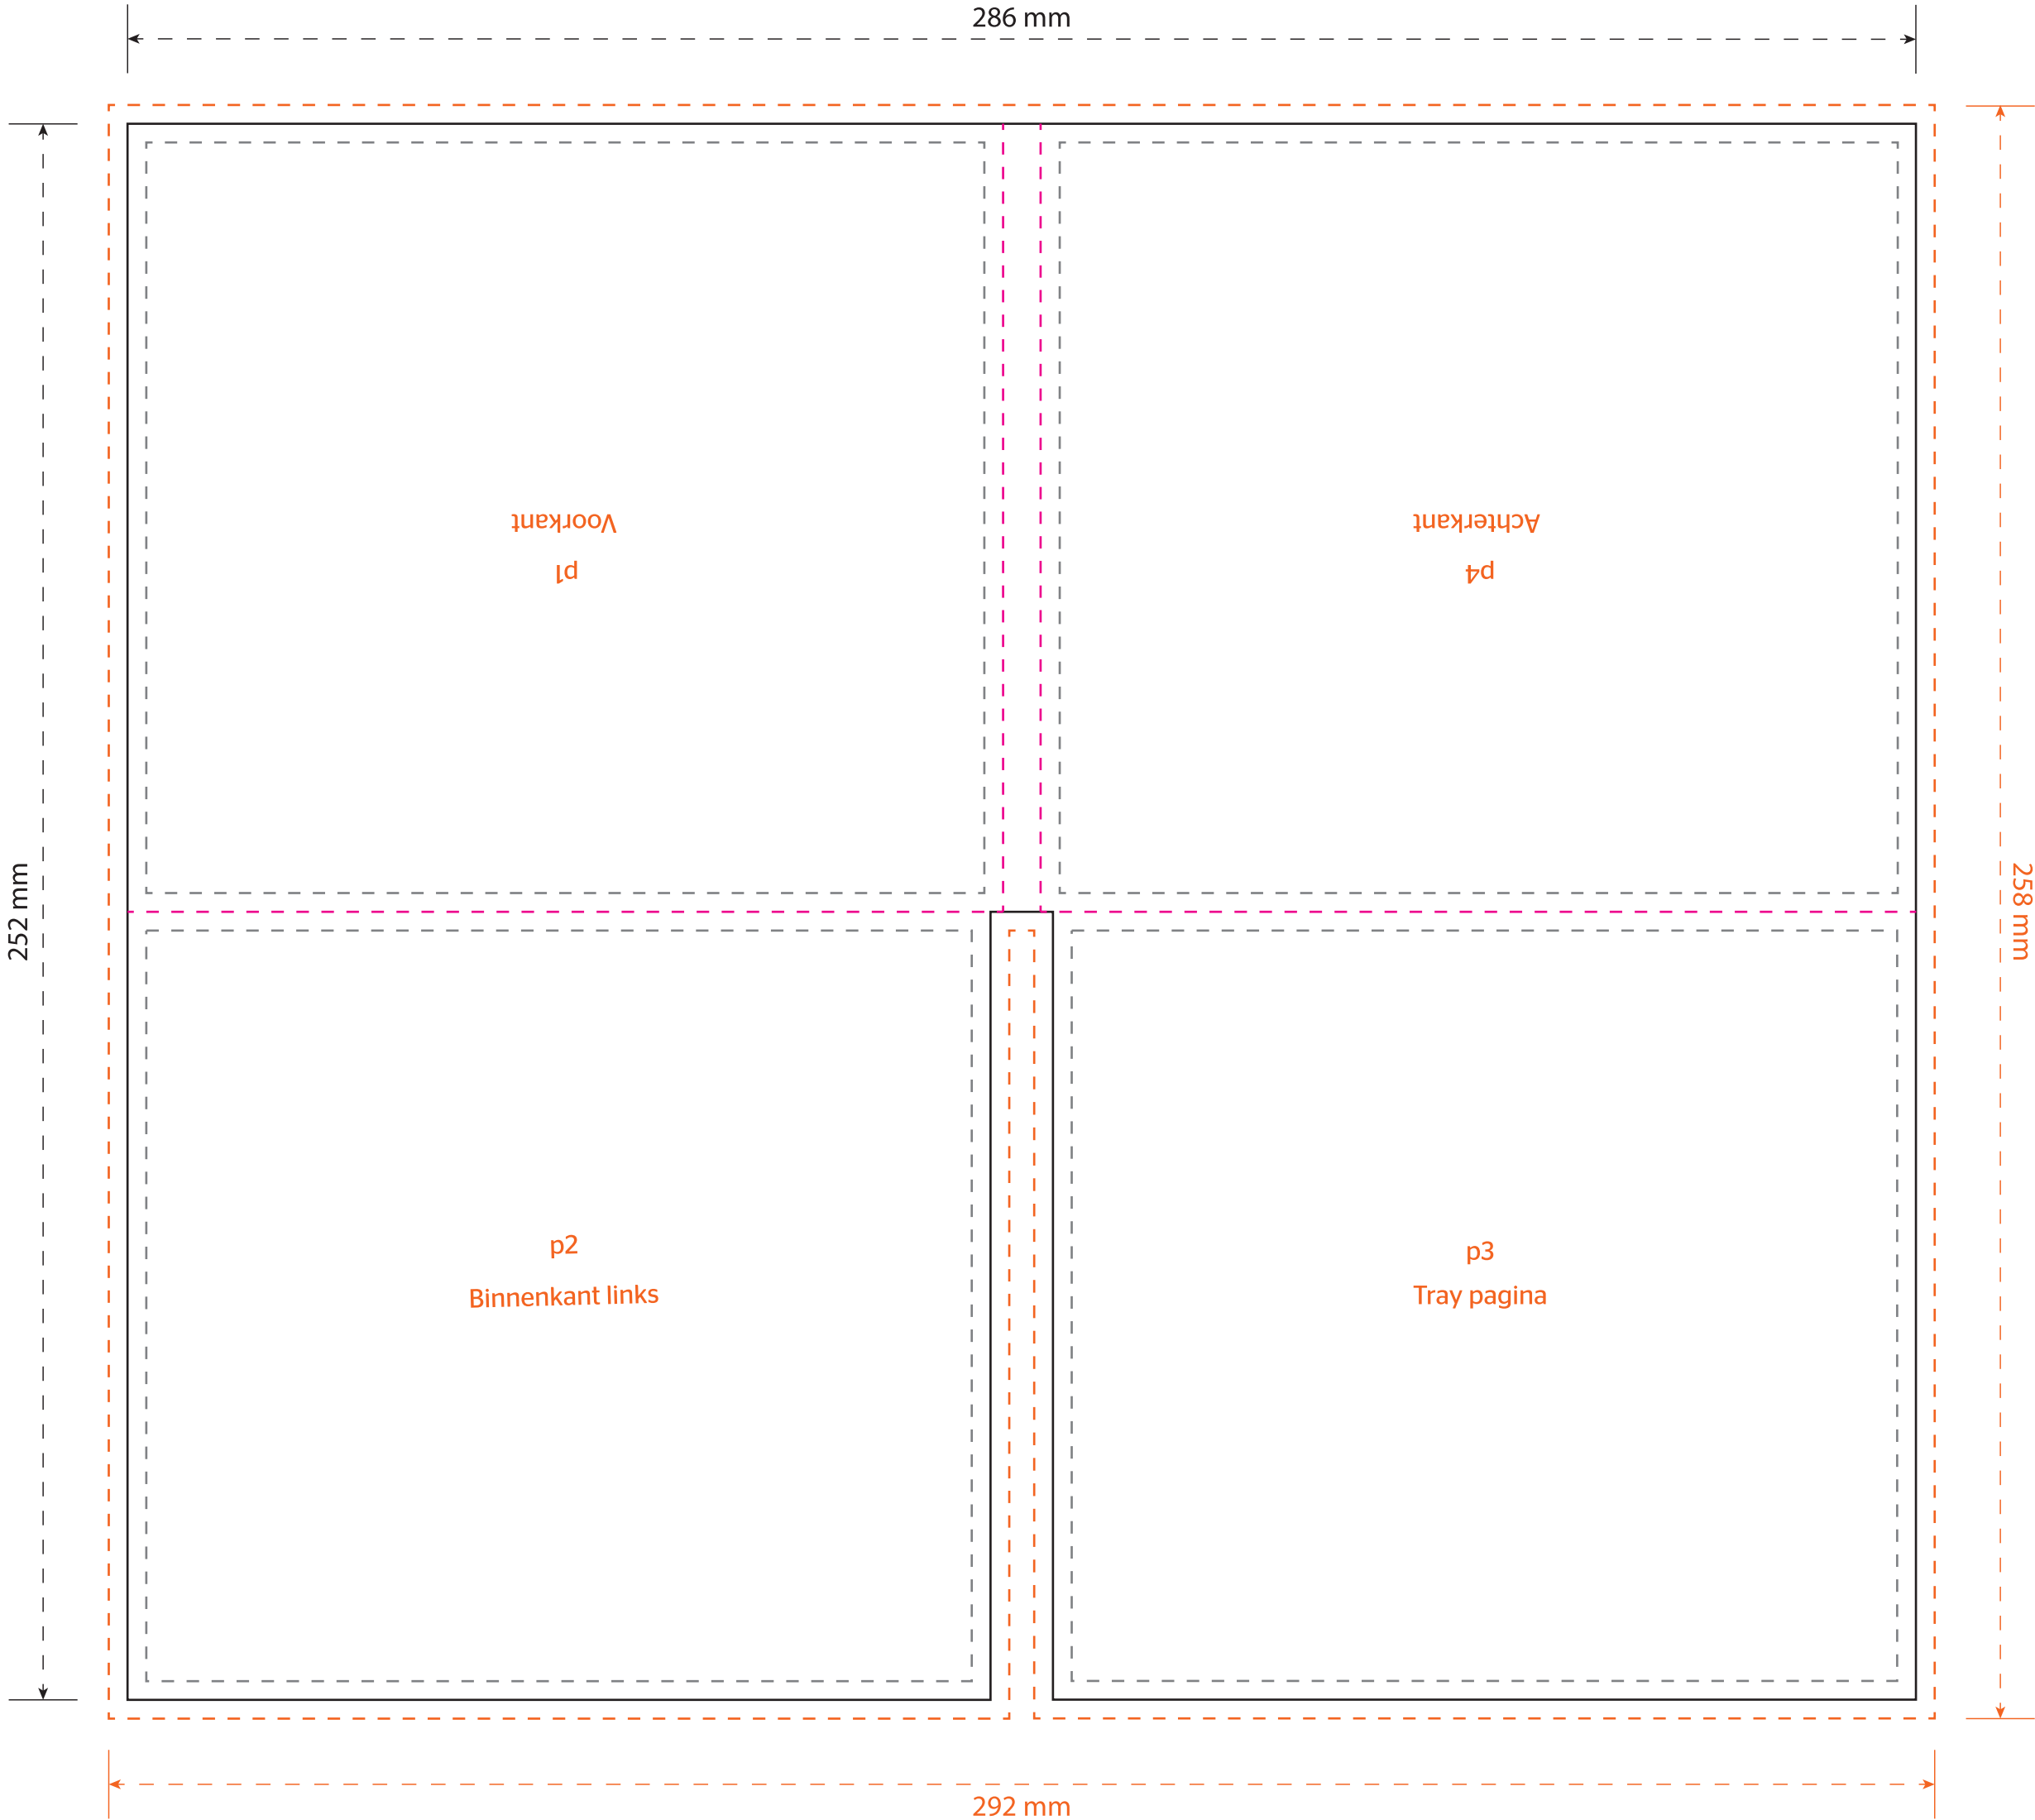 286 mm
Voorkant
p1
Achterkant
p4
252 mm
258 mm
p2
Binnenkant links
p3
Tray pagina
292 mm